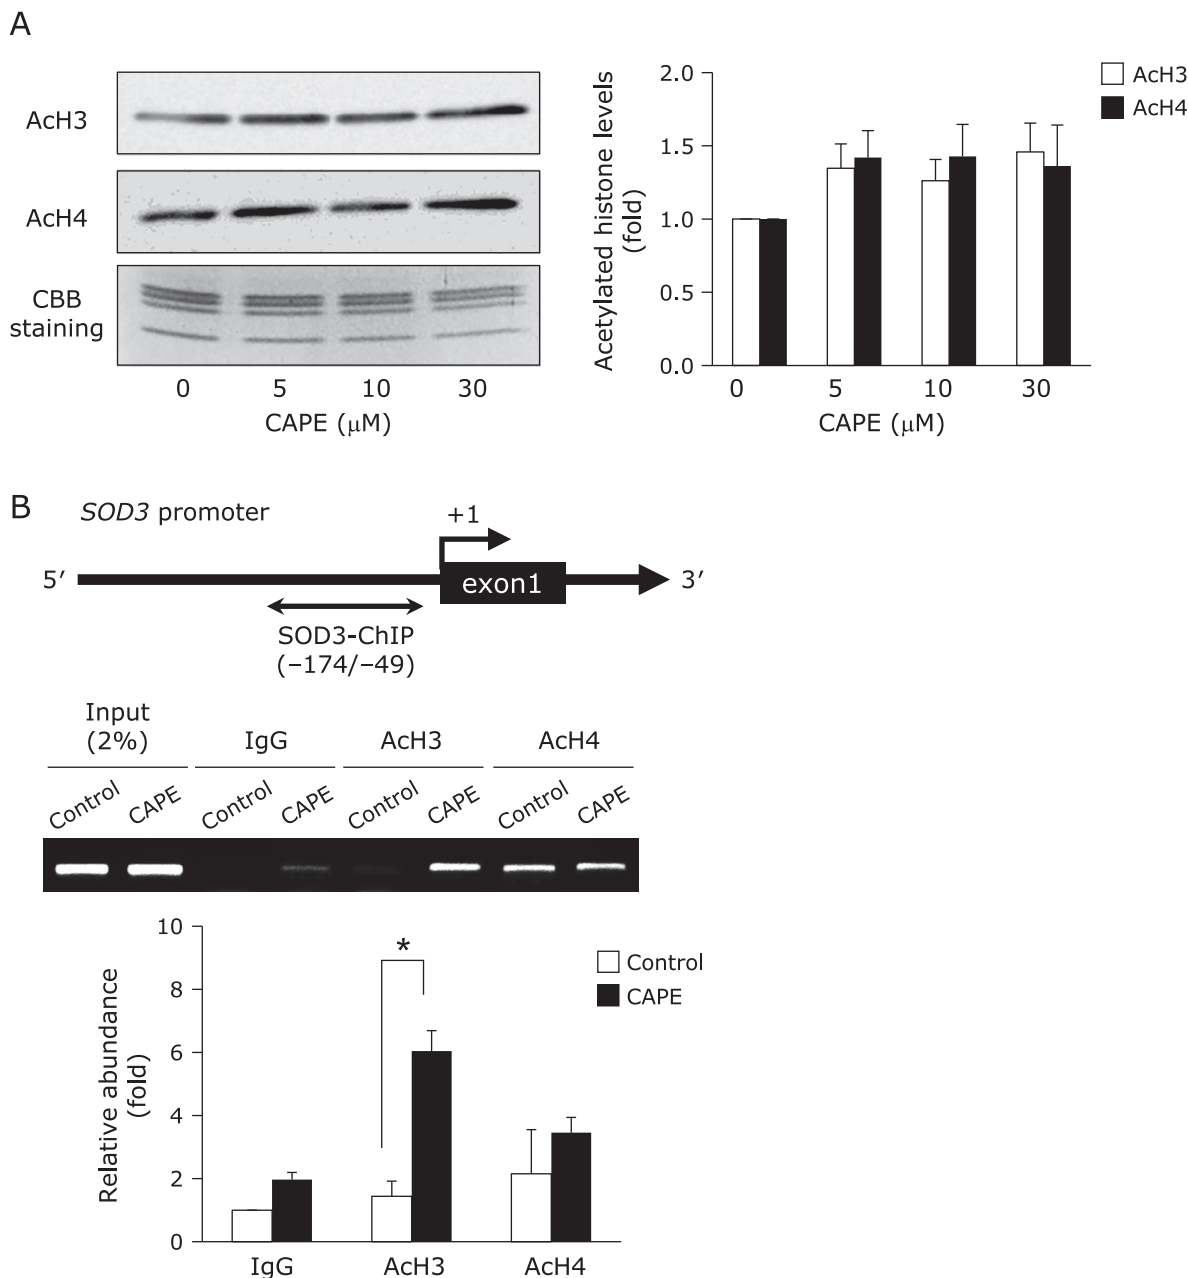 A
AcH3
AcH4
CBB
staining
0 5 10 30
CAPE (μM)
Acetylated histone levels
(fold)
2.0
1.5
1.0
0.5
0.0
0 5 10 30
CAPE (μM)
AcH3
AcH4
B
SOD3 promoter
+1
5′ exon1 3′
SOD3-ChIP
(–174/–49)
Input
(2%) IgG AcH3 AcH4
Control CAPE Control CAPE Control CAPE Control CAPE
Relative abundance
(fold)
10
8
6
4
2
0
*
Control
CAPE
IgG AcH3 AcH4